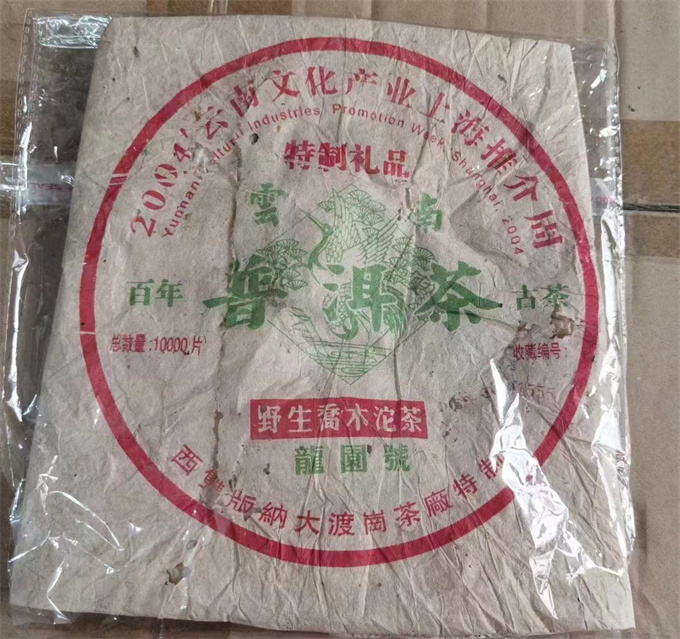 2004'云南文化产业上海推介周
Yunnan Cultural Industries Promotion Week, Shanghai, 2004
特制礼品
雲南
百年 普洱茶 古茶
总数量:10000片
收藏编号:
野生喬木沱茶
龍園號
西雙版納大渡崗茶廠特制